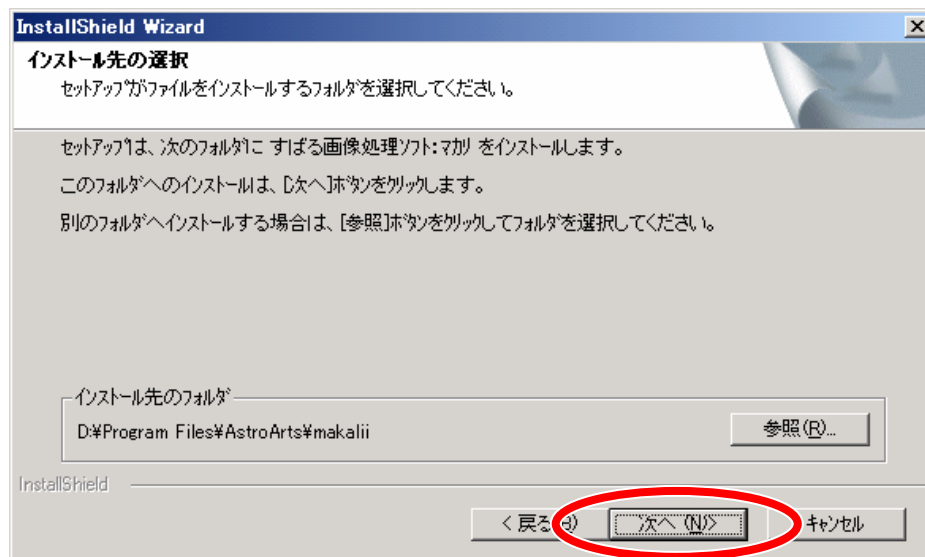 InstallShield Wizard
インストール先の選択
セットアップがファイルをインストールするフォルダを選択してください。
セットアップは、次のフォルダに すばる画像処理ソフト:マカリ をインストールします。
このフォルダへのインストールは、[次へ]ボタンをクリックします。
別のフォルダへインストールする場合は、[参照]ボタンをクリックしてフォルダを選択してください。
インストール先のフォルダ
D:¥Program Files¥AstroArts¥makalii
参照(R)...
InstallShield
< 戻る(B) 次へ (N)> キャンセル